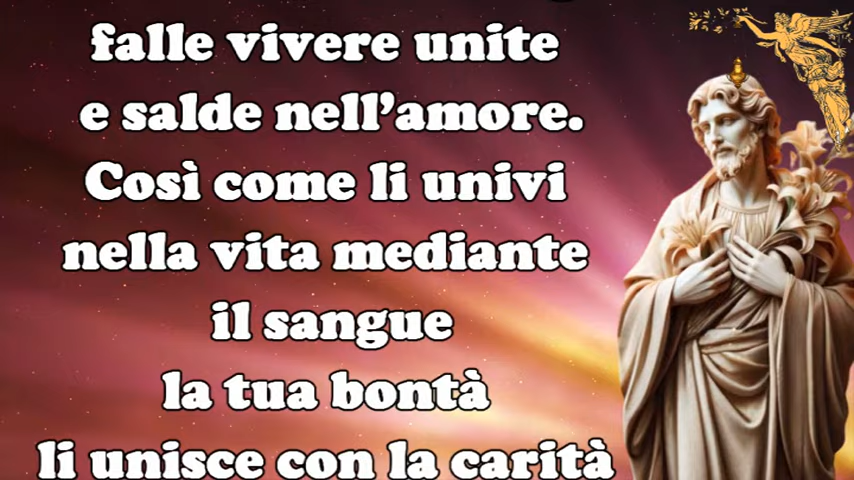 falle vivere unite
e salde nell'amore.
Così come li univi
nella vita mediante
il sangue
la tua bontà
li unisce con la carità